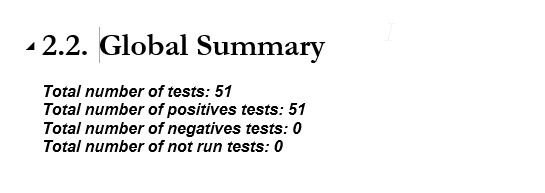 2.2. Global Summary
Total number of tests: 51
Total number of positives tests: 51
Total number of negatives tests: 0
Total number of not run tests: 0